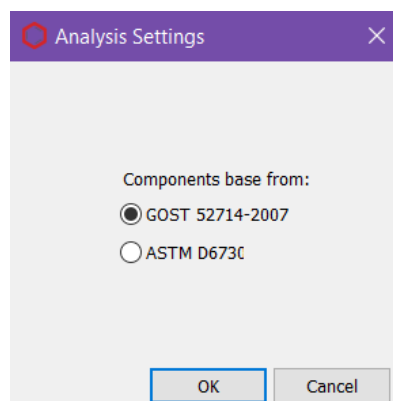 Analysis Settings
Components base from:
GOST 52714-2007
ASTM D6730
OK Cancel